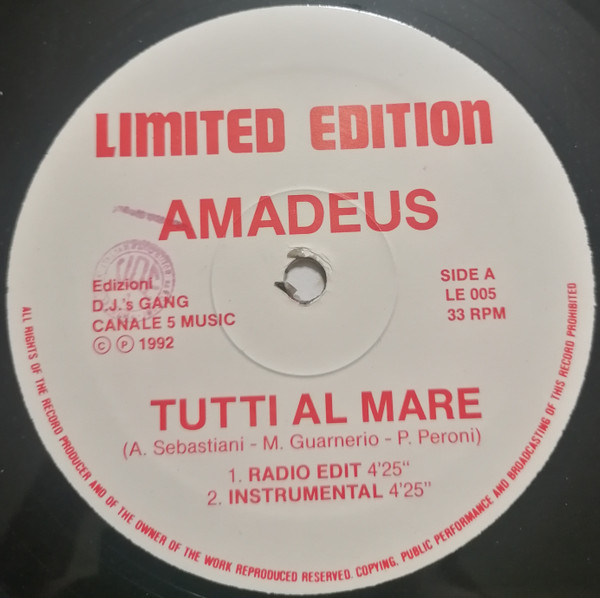 LIMITED EDITION
AMADEUS
Edizioni
D.J.'s GANG
CANALE 5 MUSIC
Ⓒ Ⓟ 1992
SIDE A
LE 005
33 RPM
TUTTI AL MARE
(A. Sebastiani - M. Guarnerio - P. Peroni)
1. RADIO EDIT 4'25"
2. INSTRUMENTAL 4'25"
ALL RIGHTS OF THE RECORD PRODUCER AND OF THE OWNER OF THE WORK REPRODUCED RESERVED. COPYING, PUBLIC PERFORMANCE AND BROADCASTING OF THIS RECORD PROHIBITED